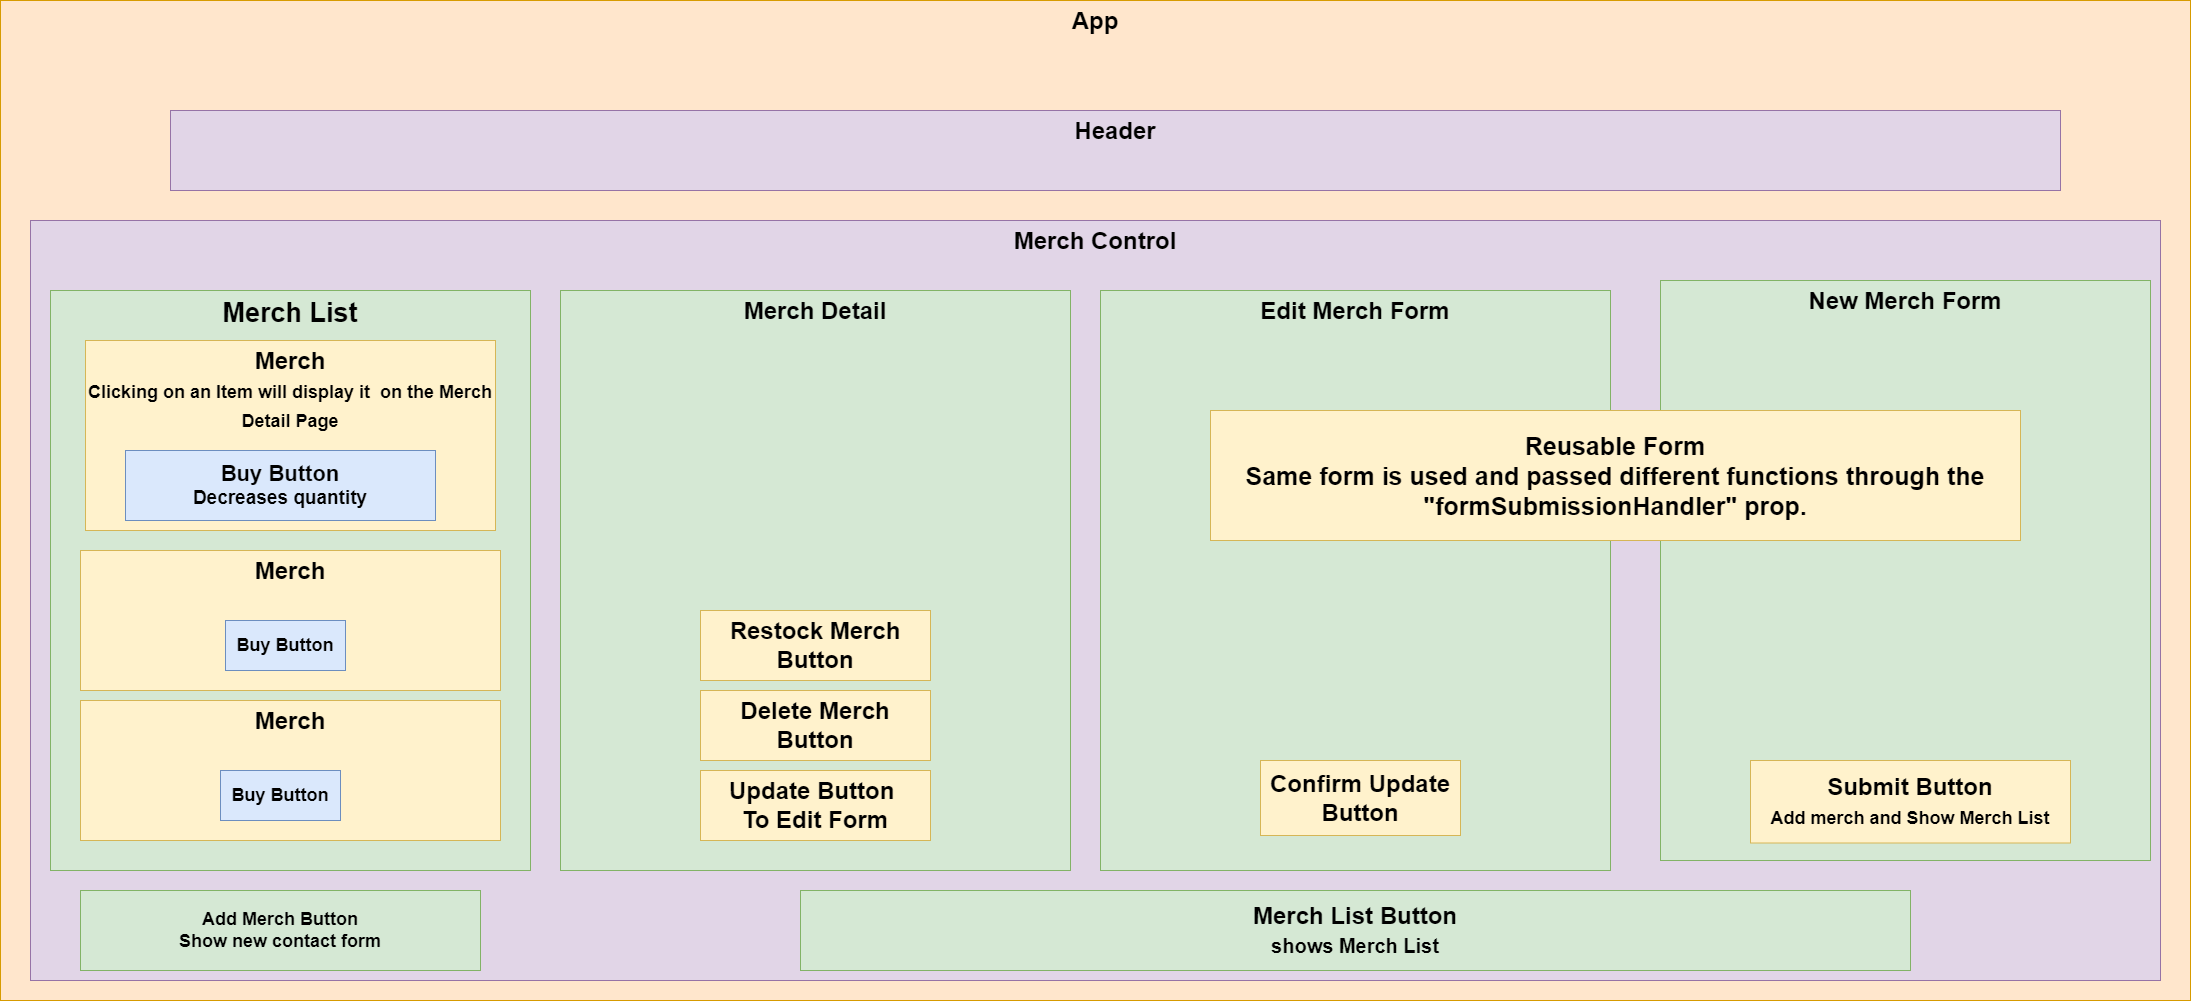 App
Header
Merch Control
Merch List
Merch
Clicking on an Item will display it  on the Merch
Detail Page
Buy Button
Decreases quantity
Merch
Buy Button
Merch
Buy Button
Merch Detail
Restock Merch
Button
Delete Merch
Button
Update Button
To Edit Form
Edit Merch Form
New Merch Form
Reusable Form
Same form is used and passed different functions through the
"formSubmissionHandler" prop.
Confirm Update
Button
Submit Button
Add merch and Show Merch List
Add Merch Button
Show new contact form
Merch List Button
shows Merch List